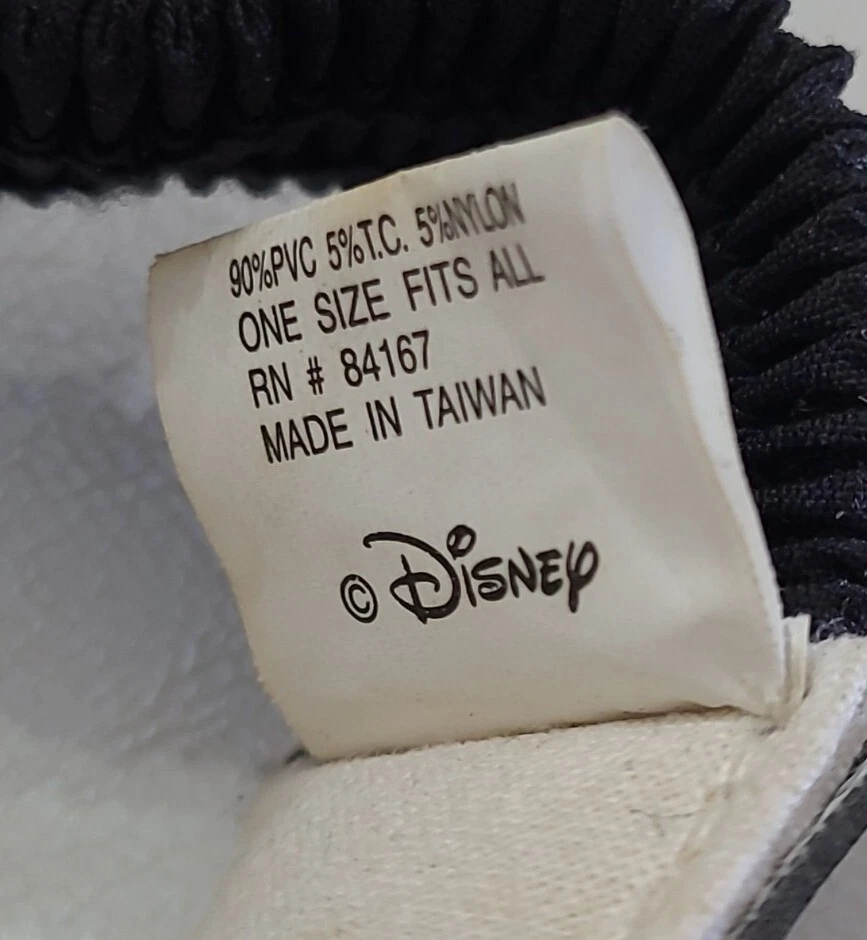 90%PVC 5%T.C. 5%NYLON
ONE SIZE FITS ALL
RN # 84167
MADE IN TAIWAN
© Disney